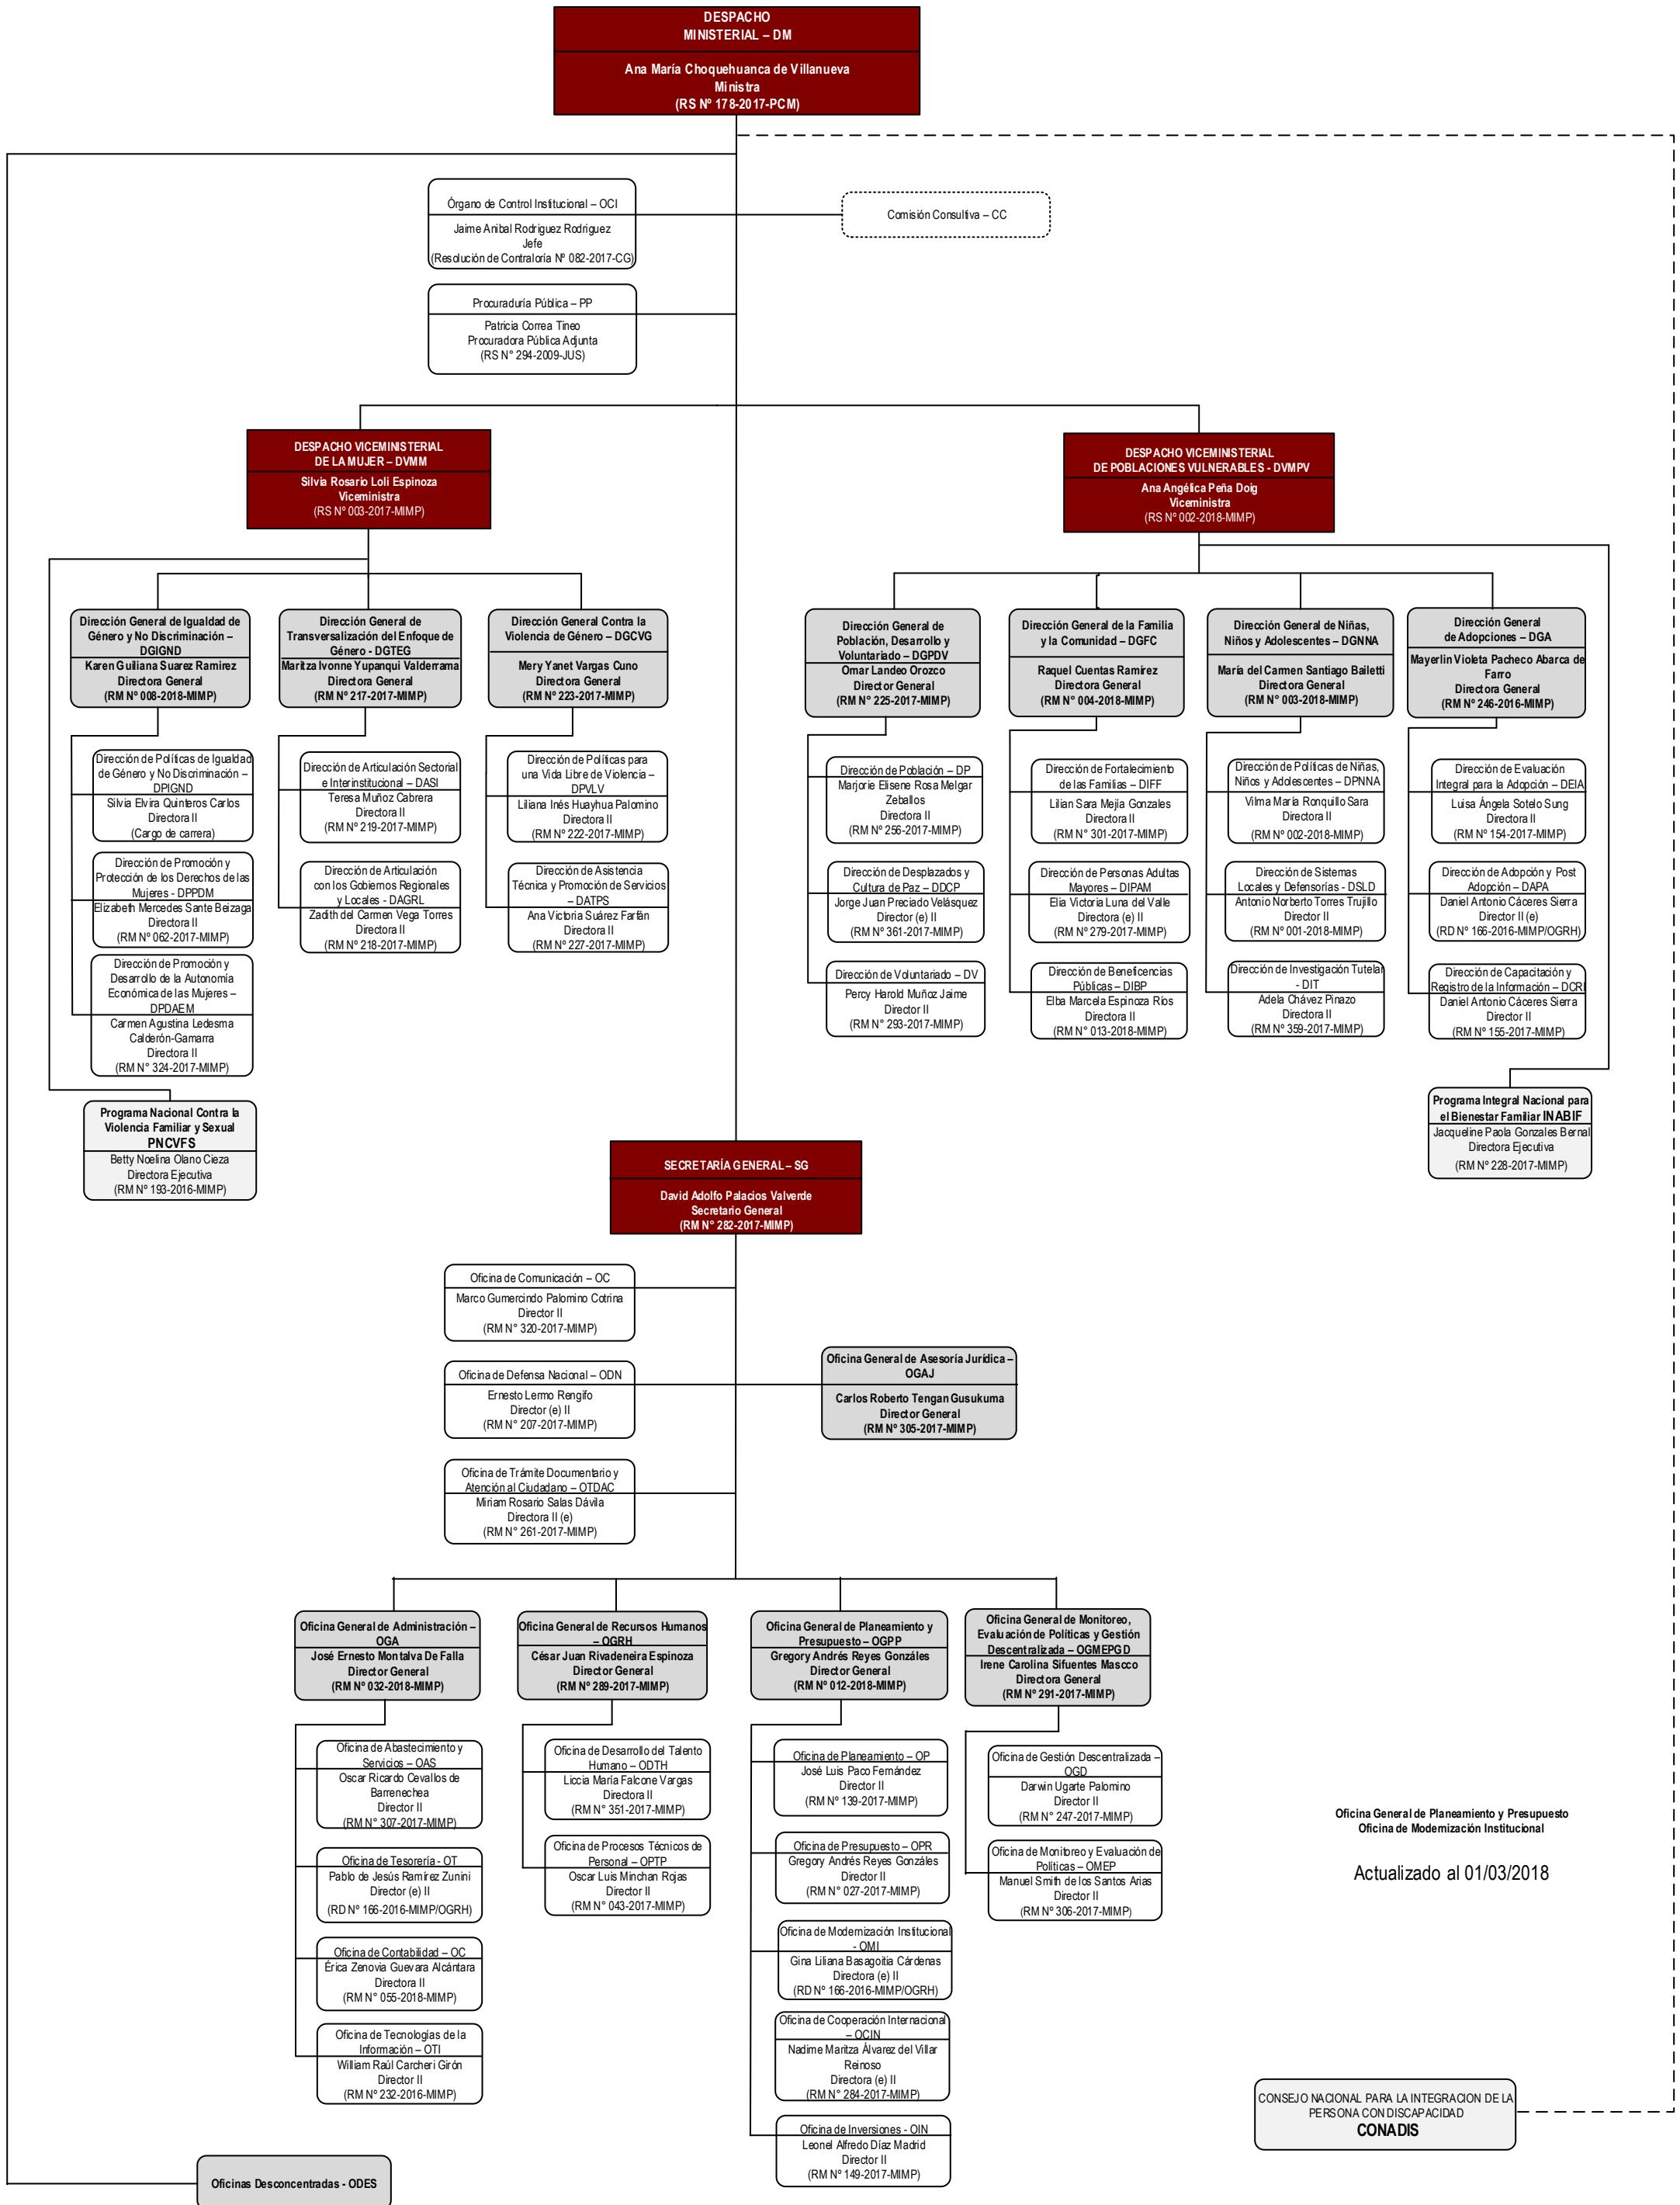 DESPACHO
MINISTERIAL – DM
Ana María Choquehuanca de Villanueva
Ministra
(RS Nº 178-2017-PCM)
Órgano de Control Institucional – OCI
Jaime Anibal Rodriguez Rodriguez
Jefe
(Resolución de Contraloría Nº 082-2017-CG)
Comisión Consultiva – CC
Procuraduría Pública – PP
Patricia Correa Tineo
Procuradora Pública Adjunta
(RS N° 294-2009-JUS)
DESPACHO VICEMINISTERIAL
DE LA MUJER – DVMM
Silvia Rosario Loli Espinoza
Viceministra
(RS Nº 003-2017-MIMP)
DESPACHO VICEMINISTERIAL
DE POBLACIONES VULNERABLES - DVMPV
Ana Angélica Peña Doig
Viceministra
(RS Nº 002-2018-MIMP)
Dirección General de Igualdad de
Género y No Discriminación –
DGIGND
Karen Guiliana Suarez Ramirez
Directora General
(RM Nº 008-2018-MIMP)
Dirección General de
Transversalización del Enfoque de
Género - DGTEG
Maritza Ivonne Yupanqui Valderrama
Directora General
(RM Nº 217-2017-MIMP)
Dirección General Contra la
Violencia de Género – DGCVG
Mery Yanet Vargas Cuno
Directora General
(RM Nº 223-2017-MIMP)
Dirección General de
Población, Desarrollo y
Voluntariado – DGPDV
Omar Landeo Orozco
Director General
(RM N° 225-2017-MIMP)
Dirección General de la Familia
y la Comunidad – DGFC
Raquel Cuentas Ramírez
Directora General
(RM N° 004-2018-MIMP)
Dirección General de Niñas,
Niños y Adolescentes – DGNNA
María del Carmen Santiago Bailetti
Directora General
(RM N° 003-2018-MIMP)
Dirección General
de Adopciones – DGA
Mayerlin Violeta Pacheco Abarca de
Farro
Directora General
(RM Nº 246-2016-MIMP)
Dirección de Políticas de Igualdad
de Género y No Discriminación –
DPIGND
Silvia Elvira Quinteros Carlos
Directora II
(Cargo de carrera)
Dirección de Promoción y
Protección de los Derechos de las
Mujeres - DPPDM
Elizabeth Mercedes Sante Beizaga
Directora II
(RM N° 062-2017-MIMP)
Dirección de Promoción y
Desarrollo de la Autonomía
Económica de las Mujeres –
DPDAEM
Carmen Agustina Ledesma
Calderón-Gamarra
Directora II
(RM N° 324-2017-MIMP)
Dirección de Articulación Sectorial
e Interinstitucional – DASI
Teresa Muñoz Cabrera
Directora II
(RM N° 219-2017-MIMP)
Dirección de Articulación
con los Gobiernos Regionales
y Locales - DAGRL
Zadith del Carmen Vega Torres
Directora II
(RM N° 218-2017-MIMP)
Dirección de Políticas para
una Vida Libre de Violencia –
DPVLV
Liliana Inés Huayhua Palomino
Directora II
(RM N° 222-2017-MIMP)
Dirección de Asistencia
Técnica y Promoción de Servicios
– DATPS
Ana Victoria Suárez Farfán
Directora II
(RM N° 227-2017-MIMP)
Dirección de Población – DP
Marjorie Elisene Rosa Melgar
Zeballos
Directora II
(RM N° 256-2017-MIMP)
Dirección de Desplazados y
Cultura de Paz – DDCP
Jorge Juan Preciado Velásquez
Director (e) II
(RM N° 361-2017-MIMP)
Dirección de Voluntariado – DV
Percy Harold Muñoz Jaime
Director II
(RM N° 293-2017-MIMP)
Dirección de Fortalecimiento
de las Familias – DIFF
Lilian Sara Mejía Gonzales
Directora II
(RM N° 301-2017-MIMP)
Dirección de Personas Adultas
Mayores – DIPAM
Elia Victoria Luna del Valle
Directora (e) II
(RM N° 279-2017-MIMP)
Dirección de Beneficencias
Públicas – DIBP
Elba Marcela Espinoza Ríos
Directora II
(RM N° 013-2018-MIMP)
Dirección de Políticas de Niñas,
Niños y Adolescentes – DPNNA
Vilma María Ronquillo Sara
Directora II
(RM N° 002-2018-MIMP)
Dirección de Sistemas
Locales y Defensorías - DSLD
Antonio Norberto Torres Trujillo
Director II
(RM N° 001-2018-MIMP)
Dirección de Investigación Tutelar
- DIT
Adela Chávez Pinazo
Directora II
(RM N° 359-2017-MIMP)
Dirección de Evaluación
Integral para la Adopción – DEIA
Luisa Ángela Sotelo Sung
Directora II
(RM N° 154-2017-MIMP)
Dirección de Adopción y Post
Adopción – DAPA
Daniel Antonio Cáceres Sierra
Director II (e)
(RD Nº 166-2016-MIMP/OGRH)
Dirección de Capacitación y
Registro de la Información – DCRI
Daniel Antonio Cáceres Sierra
Director II
(RM N° 155-2017-MIMP)
Programa Nacional Contra la
Violencia Familiar y Sexual
PNCVFS
Betty Noelina Olano Cieza
Directora Ejecutiva
(RM Nº 193-2016-MIMP)
Programa Integral Nacional para
el Bienestar Familiar INABIF
Jacqueline Paola Gonzales Bernal
Directora Ejecutiva
(RM Nº 228-2017-MIMP)
SECRETARÍA GENERAL – SG
David Adolfo Palacios Valverde
Secretario General
(RM N° 282-2017-MIMP)
Oficina de Comunicación – OC
Marco Gumercindo Palomino Cotrina
Director II
(RM N° 320-2017-MIMP)
Oficina de Defensa Nacional – ODN
Ernesto Lermo Rengifo
Director (e) II
(RM N° 207-2017-MIMP)
Oficina General de Asesoría Jurídica –
OGAJ
Carlos Roberto Tengan Gusukuma
Director General
(RM Nº 305-2017-MIMP)
Oficina de Trámite Documentario y
Atención al Ciudadano – OTDAC
Miriam Rosario Salas Dávila
Directora II (e)
(RM N° 261-2017-MIMP)
Oficina General de Administración –
OGA
José Ernesto Montalva De Falla
Director General
(RM Nº 032-2018-MIMP)
Oficina General de Recursos Humanos
– OGRH
César Juan Rivadeneira Espinoza
Director General
(RM Nº 289-2017-MIMP)
Oficina General de Planeamiento y
Presupuesto – OGPP
Gregory Andrés Reyes Gonzáles
Director General
(RM Nº 012-2018-MIMP)
Oficina General de Monitoreo,
Evaluación de Políticas y Gestión
Descentralizada – OGMEPGD
Irene Carolina Sifuentes Mascco
Directora General
(RM N° 291-2017-MIMP)
Oficina de Abastecimiento y
Servicios – OAS
Oscar Ricardo Cevallos de
Barrenechea
Director II
(RM N° 307-2017-MIMP)
Oficina de Tesorería - OT
Pablo de Jesús Ramírez Zunini
Director (e) II
(RD Nº 166-2016-MIMP/OGRH)
Oficina de Contabilidad – OC
Érica Zenovia Guevara Alcántara
Directora II
(RM N° 055-2018-MIMP)
Oficina de Tecnologías de la
Información – OTI
William Raúl Carcheri Girón
Director II
(RM N° 232-2016-MIMP)
Oficina de Desarrollo del Talento
Humano – ODTH
Liccia María Falcone Vargas
Directora II
(RM N° 351-2017-MIMP)
Oficina de Procesos Técnicos de
Personal – OPTP
Oscar Luis Minchan Rojas
Director II
(RM N° 043-2017-MIMP)
Oficina de Planeamiento – OP
José Luis Paco Fernández
Director II
(RM N° 139-2017-MIMP)
Oficina de Presupuesto – OPR
Gregory Andrés Reyes Gonzáles
Director II
(RM N° 027-2017-MIMP)
Oficina de Modernización Institucional
- OMI
Gina Liliana Basagoitia Cárdenas
Directora (e) II
(RD Nº 166-2016-MIMP/OGRH)
Oficina de Cooperación Internacional
– OCIN
Nadime Maritza Álvarez del Villar
Reinoso
Directora (e) II
(RM N° 284-2017-MIMP)
Oficina de Inversiones - OIN
Leonel Alfredo Díaz Madrid
Director II
(RM N° 149-2017-MIMP)
Oficina de Gestión Descentralizada –
OGD
Darwin Ugarte Palomino
Director II
(RM N° 247-2017-MIMP)
Oficina de Monitoreo y Evaluación de
Políticas – OMEP
Manuel Smith de los Santos Arias
Director II
(RM N° 306-2017-MIMP)
Oficina General de Planeamiento y Presupuesto
Oficina de Modernización Institucional
Actualizado al 01/03/2018
CONSEJO NACIONAL PARA LA INTEGRACION DE LA
PERSONA CON DISCAPACIDAD
CONADIS
Oficinas Desconcentradas - ODES